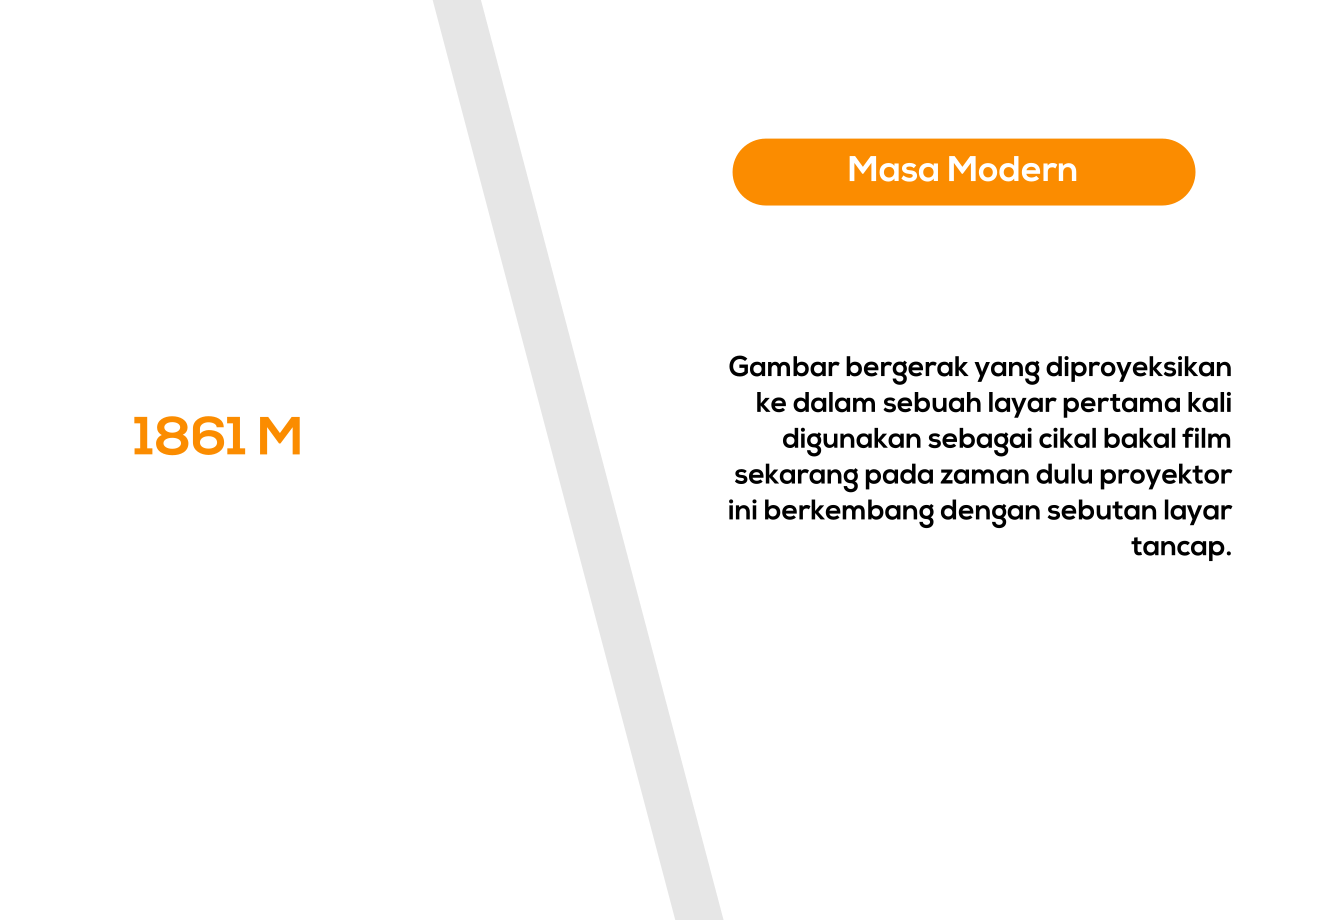 Masa Modern
1861 M
Gambar bergerak yang diproyeksikan
ke dalam sebuah layar pertama kali
digunakan sebagai cikal bakal film
sekarang pada zaman dulu proyektor
ini berkembang dengan sebutan layar
tancap.